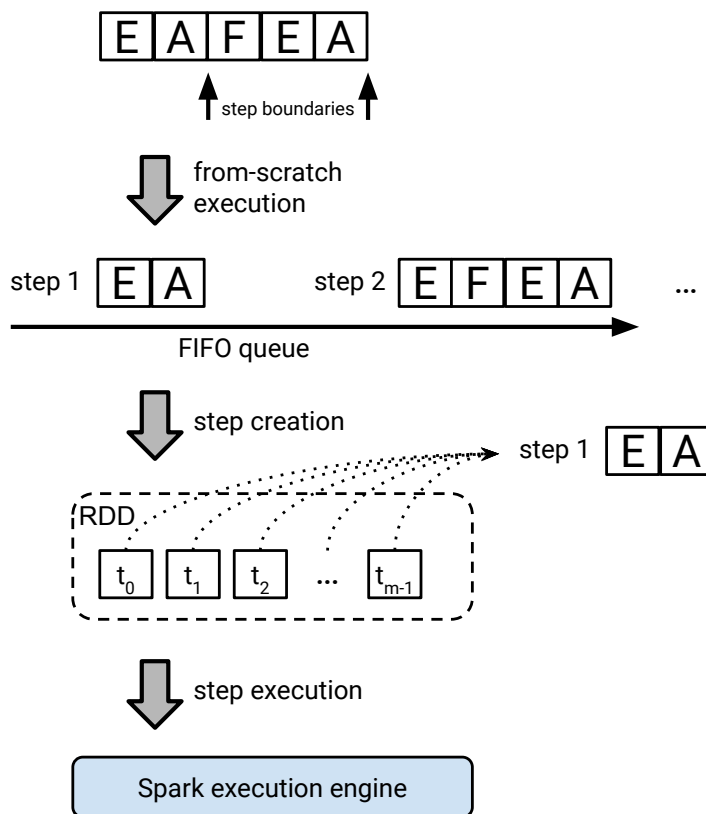 E A F E A
step boundaries
from-scratch
execution
step 1 E A step 2 E F E A ...
FIFO queue
step creation
step 1 E A
RDD
t0 t1 t2 ... tm-1
step execution
Spark execution engine